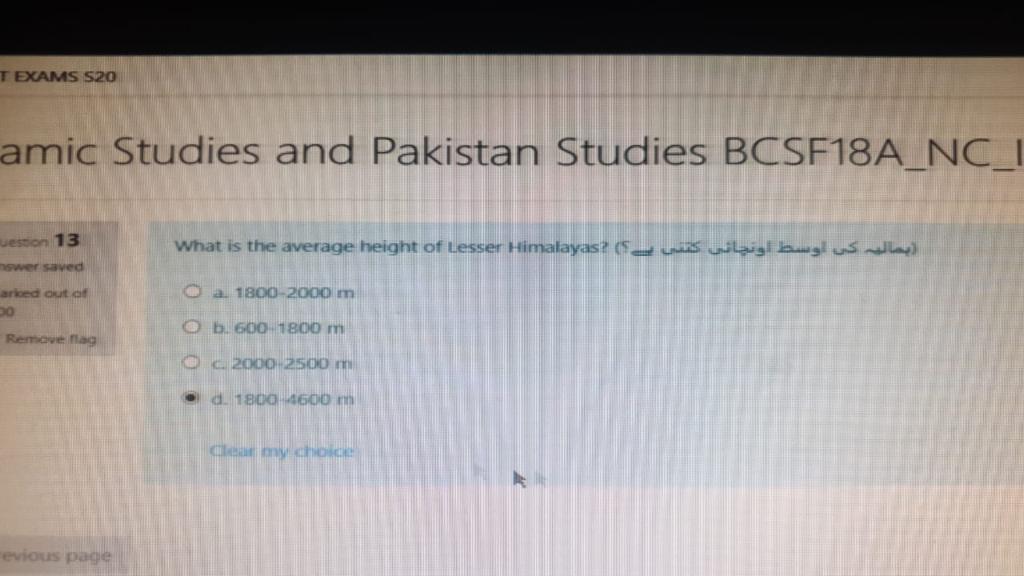 T EXAMS S20
amic Studies and Pakistan Studies BCSF18A_NC_I
uestion 13
nswer saved
arked out of
00
Remove flag
What is the average height of Lesser Himalayas? (ہمالیہ کی اوسط اونچائی کتنی ہے؟)
a. 1800-2000 m
b. 600-1800 m
c. 2000-2500 m
d. 1800-4600 m
Clear my choice
evious page